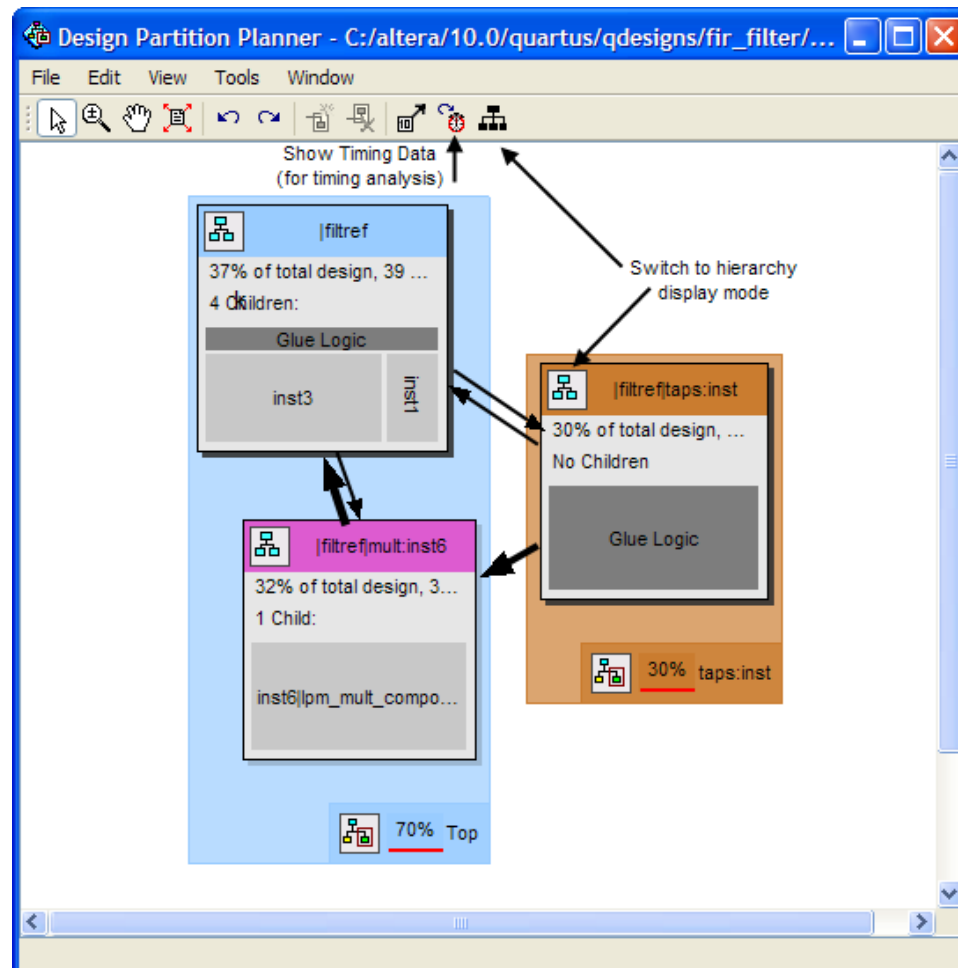 Design Partition Planner - C:/altera/10.0/quartus/qdesigns/fir_filter/...
File Edit View Tools Window
Show Timing Data
(for timing analysis)
|filtref
37% of total design, 39 ...
4 Children:
Glue Logic
inst3
inst1
Switch to hierarchy
display mode
|filtref|taps:inst
30% of total design, ...
No Children
Glue Logic
30% taps:inst
|filtref|mult:inst6
32% of total design, 3...
1 Child:
inst6|lpm_mult_compo...
70% Top